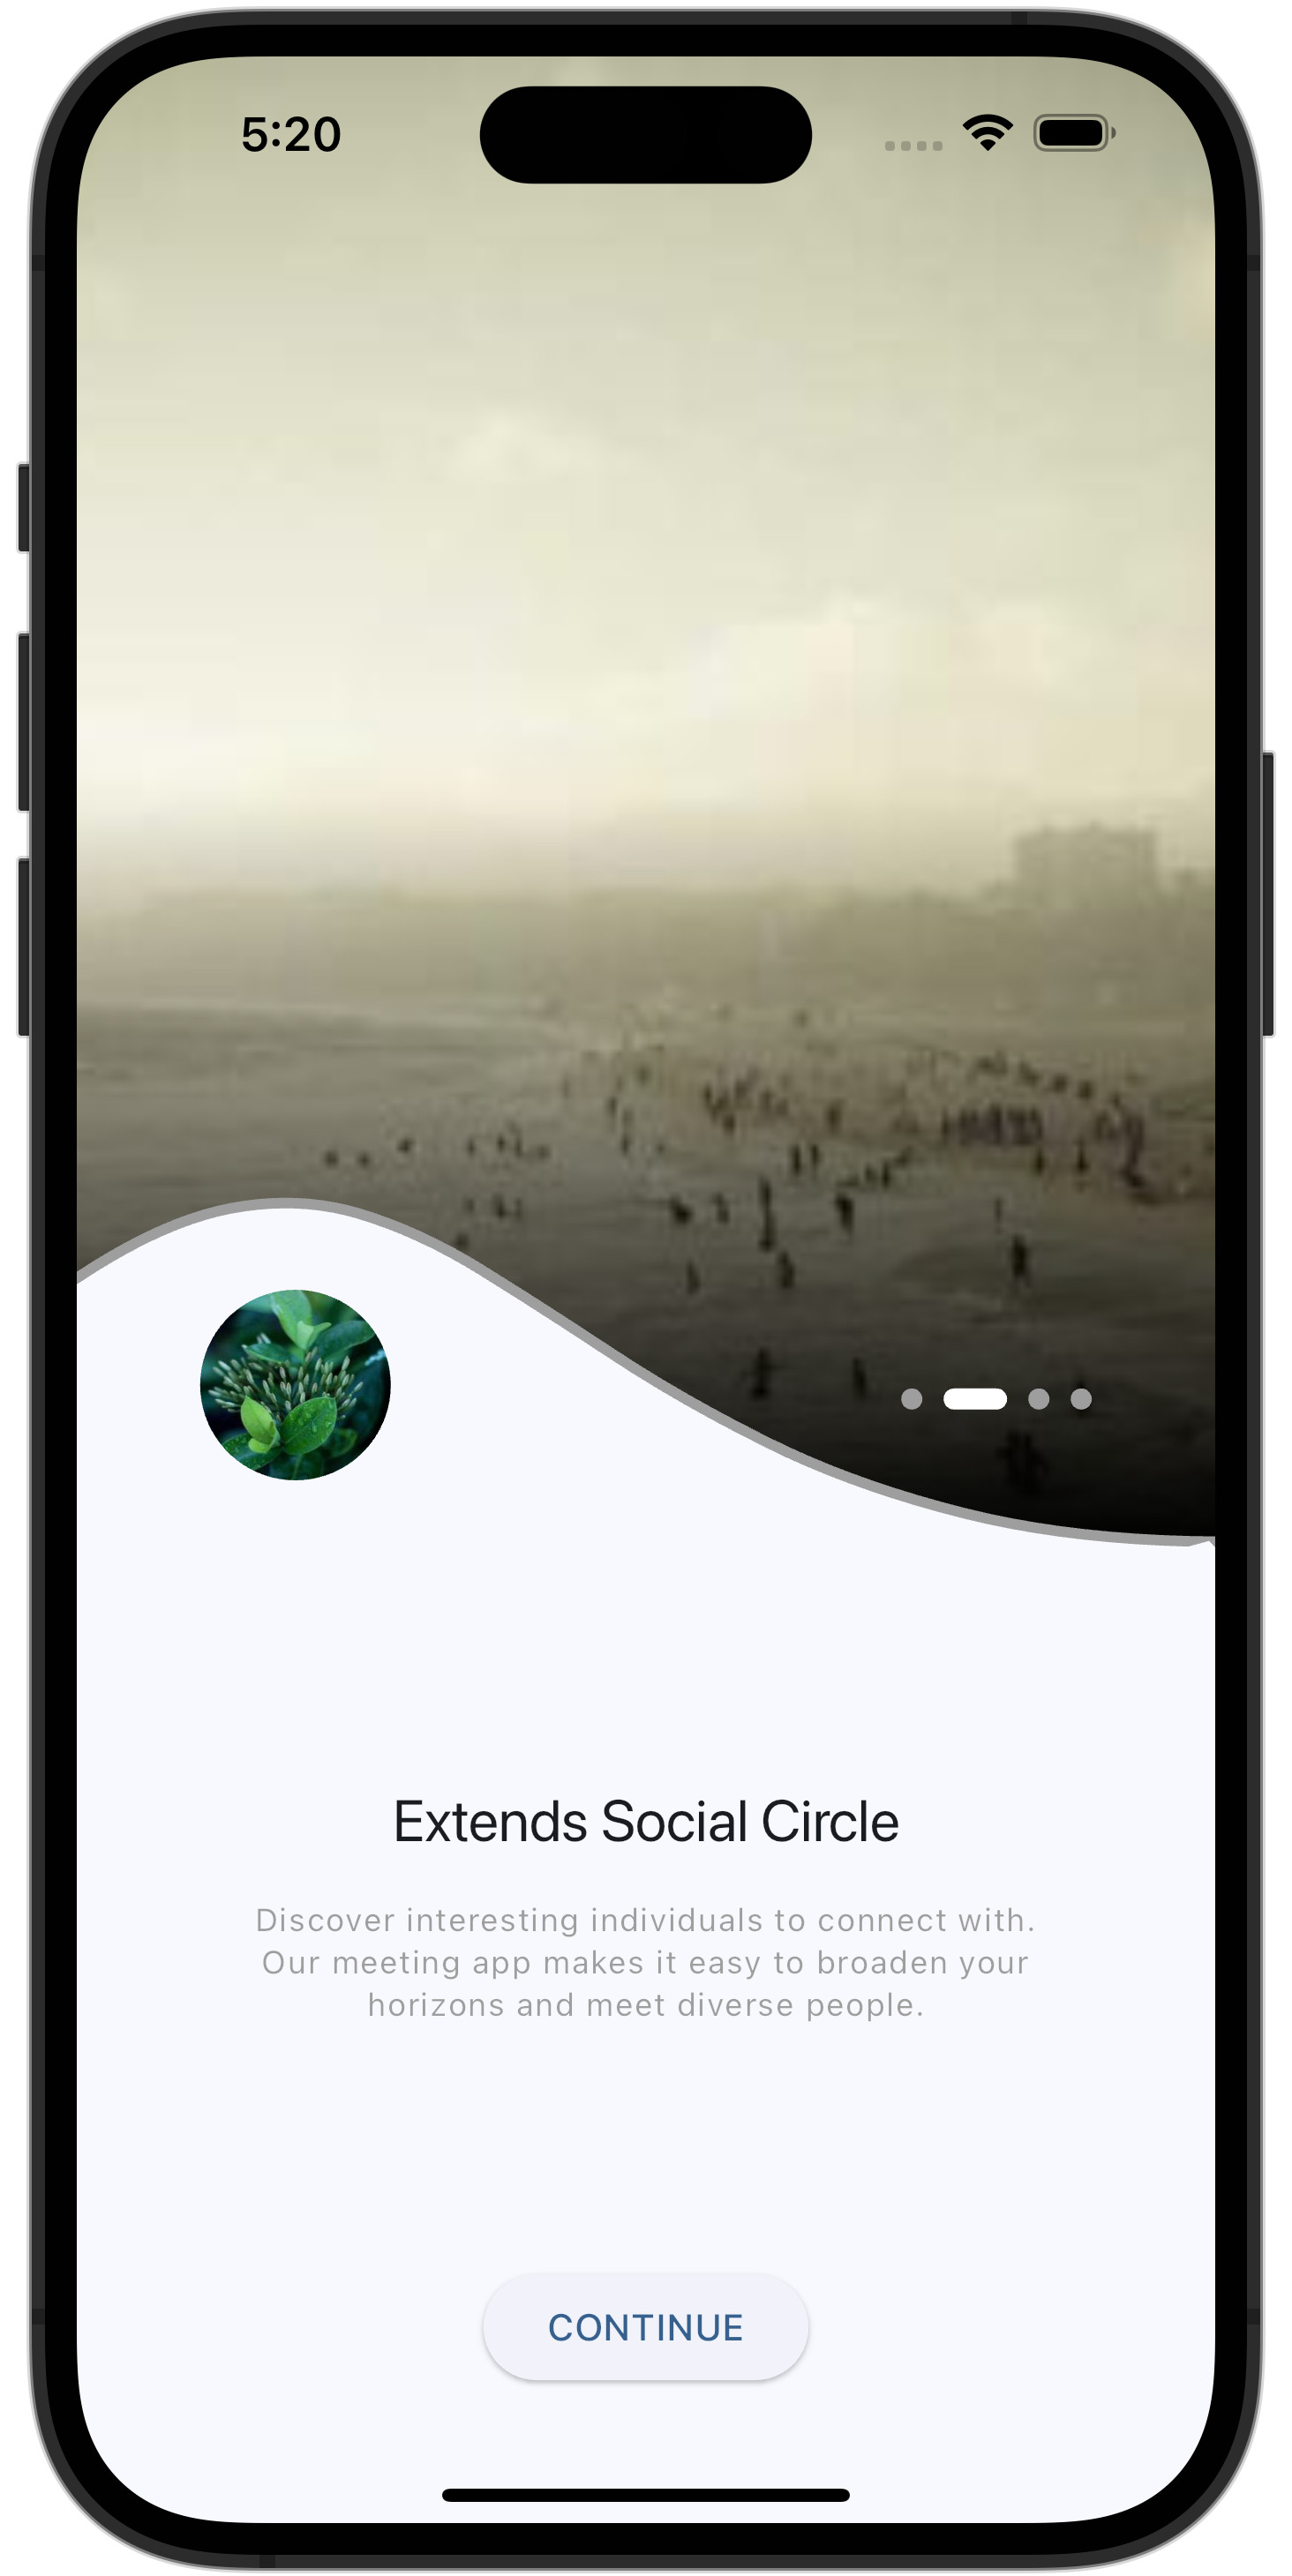 5:20
Extends Social Circle
Discover interesting individuals to connect with.
Our meeting app makes it easy to broaden your
horizons and meet diverse people.
CONTINUE